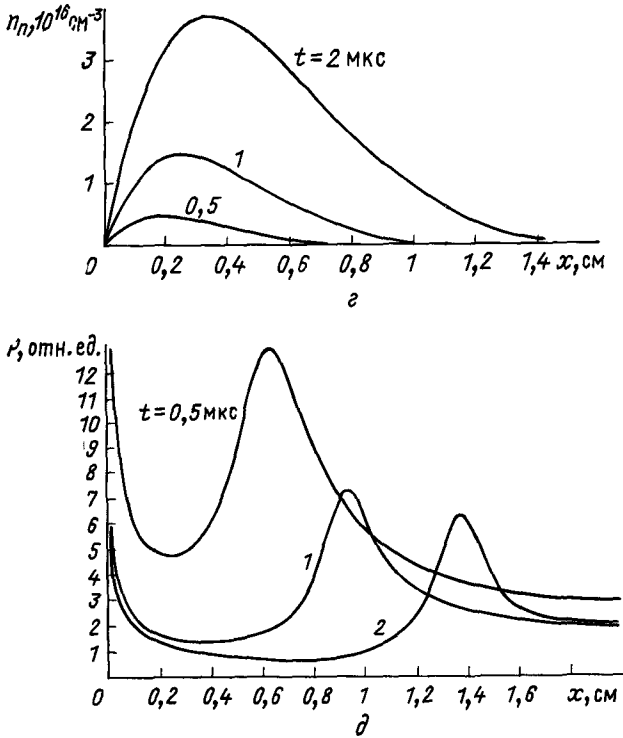 nₙ, 10¹⁶ см⁻³
3
2
1
t = 2 мкс
1
0,5
0 0,2 0,4 0,6 0,8 1 1,2 1,4 x, см
г
P, отн. ед.
12
11
10
9
8
7
6
5
4
3
2
1
t = 0,5 мкс
1
2
0 0,2 0,4 0,6 0,8 1 1,2 1,4 1,6 x, см
д